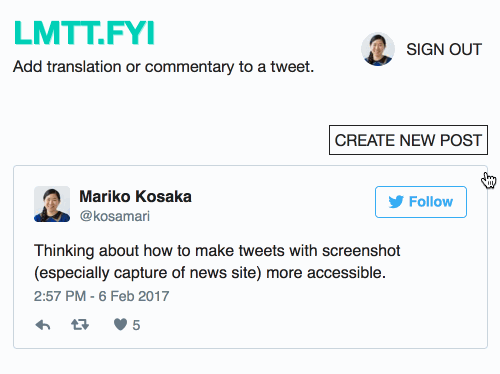 LMTT.FYI
Add translation or commentary to a tweet.
SIGN OUT
CREATE NEW POST
Mariko Kosaka
@kosamari
Follow
Thinking about how to make tweets with screenshot
(especially capture of news site) more accessible.
2:57 PM - 6 Feb 2017
5